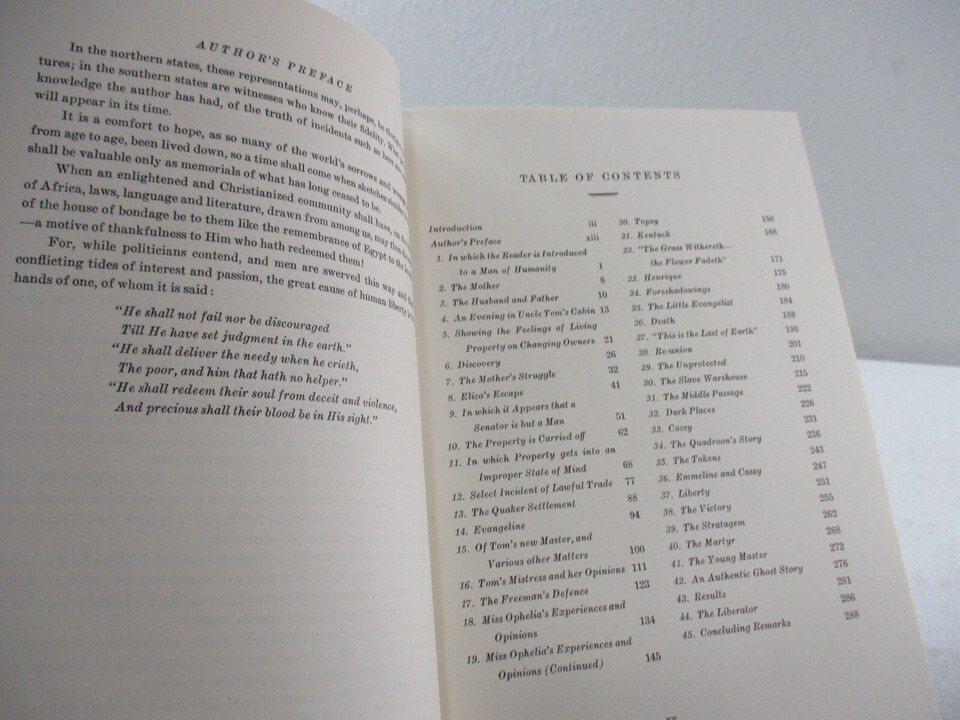 AUTHOR'S PREFACE
In the northern states, these representations may, perhaps, be
tures; in the southern states are witnesses who know their fidelity. What
knowledge the author has had, of the truth of incidents such as here are
will appear in its time.
It is a comfort to hope, as so many of the world's sorrows and
from age to age, been lived down, so a time shall come when sketches similar
shall be valuable only as memorials of what has long ceased to be.
When an enlightened and Christianized community shall have, on
of Africa, laws, language and literature, drawn from among us, may then the
of the house of bondage be to them like the remembrance of Egypt to the
—a motive of thankfulness to Him who hath redeemed them!
For, while politicians contend, and men are swerved this way and
conflicting tides of interest and passion, the great cause of human liberty is in
hands of one, of whom it is said:
"He shall not fail nor be discouraged
Till He have set judgment in the earth."
"He shall deliver the needy when he crieth,
The poor, and him that hath no helper."
"He shall redeem their soul from deceit and violence,
And precious shall their blood be in His sight."
TABLE OF CONTENTS
Introduction iii
Author's Preface xiii
1. In which the Reader is Introduced
to a Man of Humanity 1
2. The Mother 8
3. The Husband and Father 10
4. An Evening in Uncle Tom's Cabin 13
5. Showing the Feelings of Living
Property on Changing Owners 21
6. Discovery 26
7. The Mother's Struggle 32
8. Eliza's Escape 41
9. In which it Appears that a
Senator is but a Man 51
10. The Property is Carried off 62
11. In which Property gets into an
Improper State of Mind 68
12. Select Incident of Lawful Trade 77
13. The Quaker Settlement 88
14. Evangeline 94
15. Of Tom's new Master, and
Various other Matters 100
16. Tom's Mistress and her Opinions 111
17. The Freeman's Defence 123
18. Miss Ophelia's Experiences and
Opinions 134
19. Miss Ophelia's Experiences and
Opinions (Continued) 145
20. Topsy 158
21. Kentuck 168
22. "The Grass Withereth—
the Flower Fadeth" 171
23. Henrique 175
24. Foreshadowings 180
25. The Little Evangelist 184
26. Death 188
27. "This is the Last of Earth" 196
28. Re-union 201
29. The Unprotected 210
30. The Slave Warehouse 215
31. The Middle Passage 222
32. Dark Places 226
33. Cassy 231
34. The Quadroon's Story 236
35. The Tokens 243
36. Emmeline and Cassy 247
37. Liberty 251
38. The Victory 255
39. The Stratagem 262
40. The Martyr 268
41. The Young Master 272
42. An Authentic Ghost Story 276
43. Results 281
44. The Liberator 286
45. Concluding Remarks 288